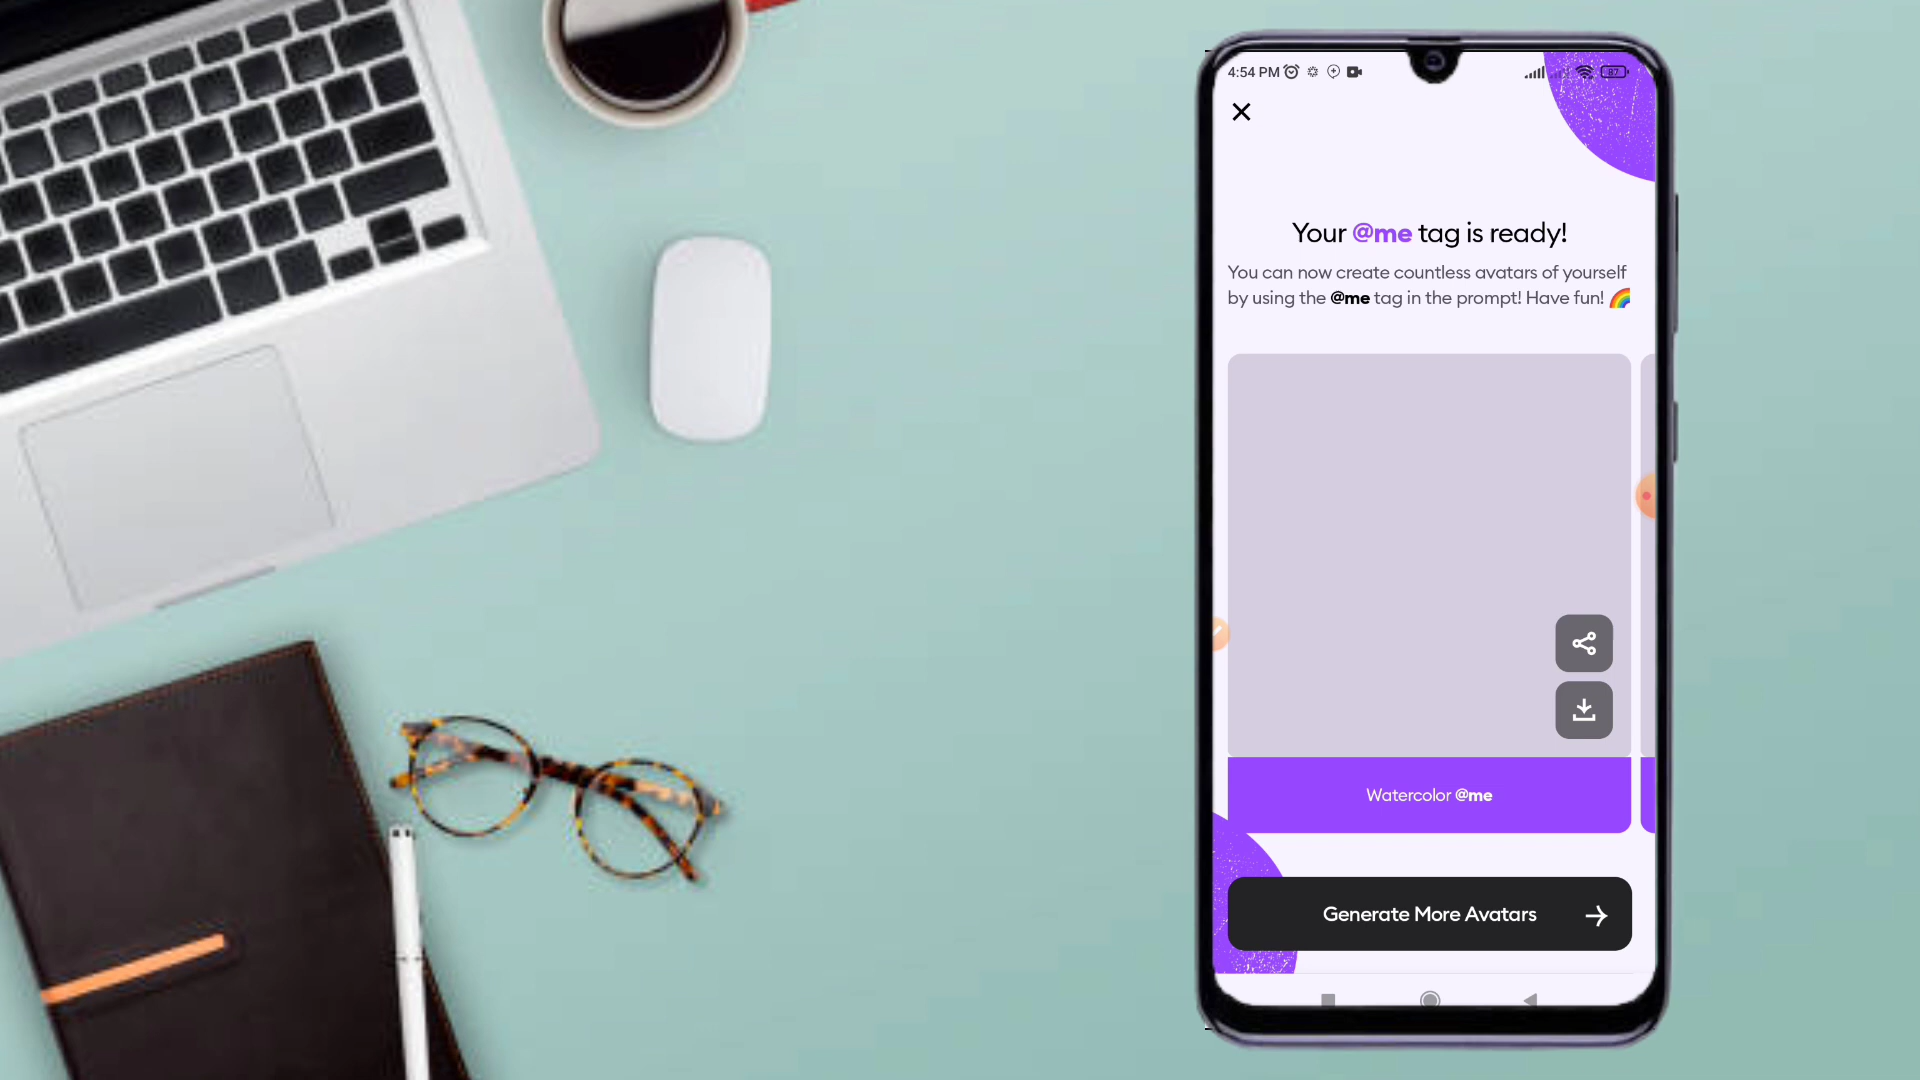 4:54 PM
87
Your @me tag is ready!
You can now create countless avatars of yourself
by using the @me tag in the prompt! Have fun! 🌈
Watercolor @me
Generate More Avatars